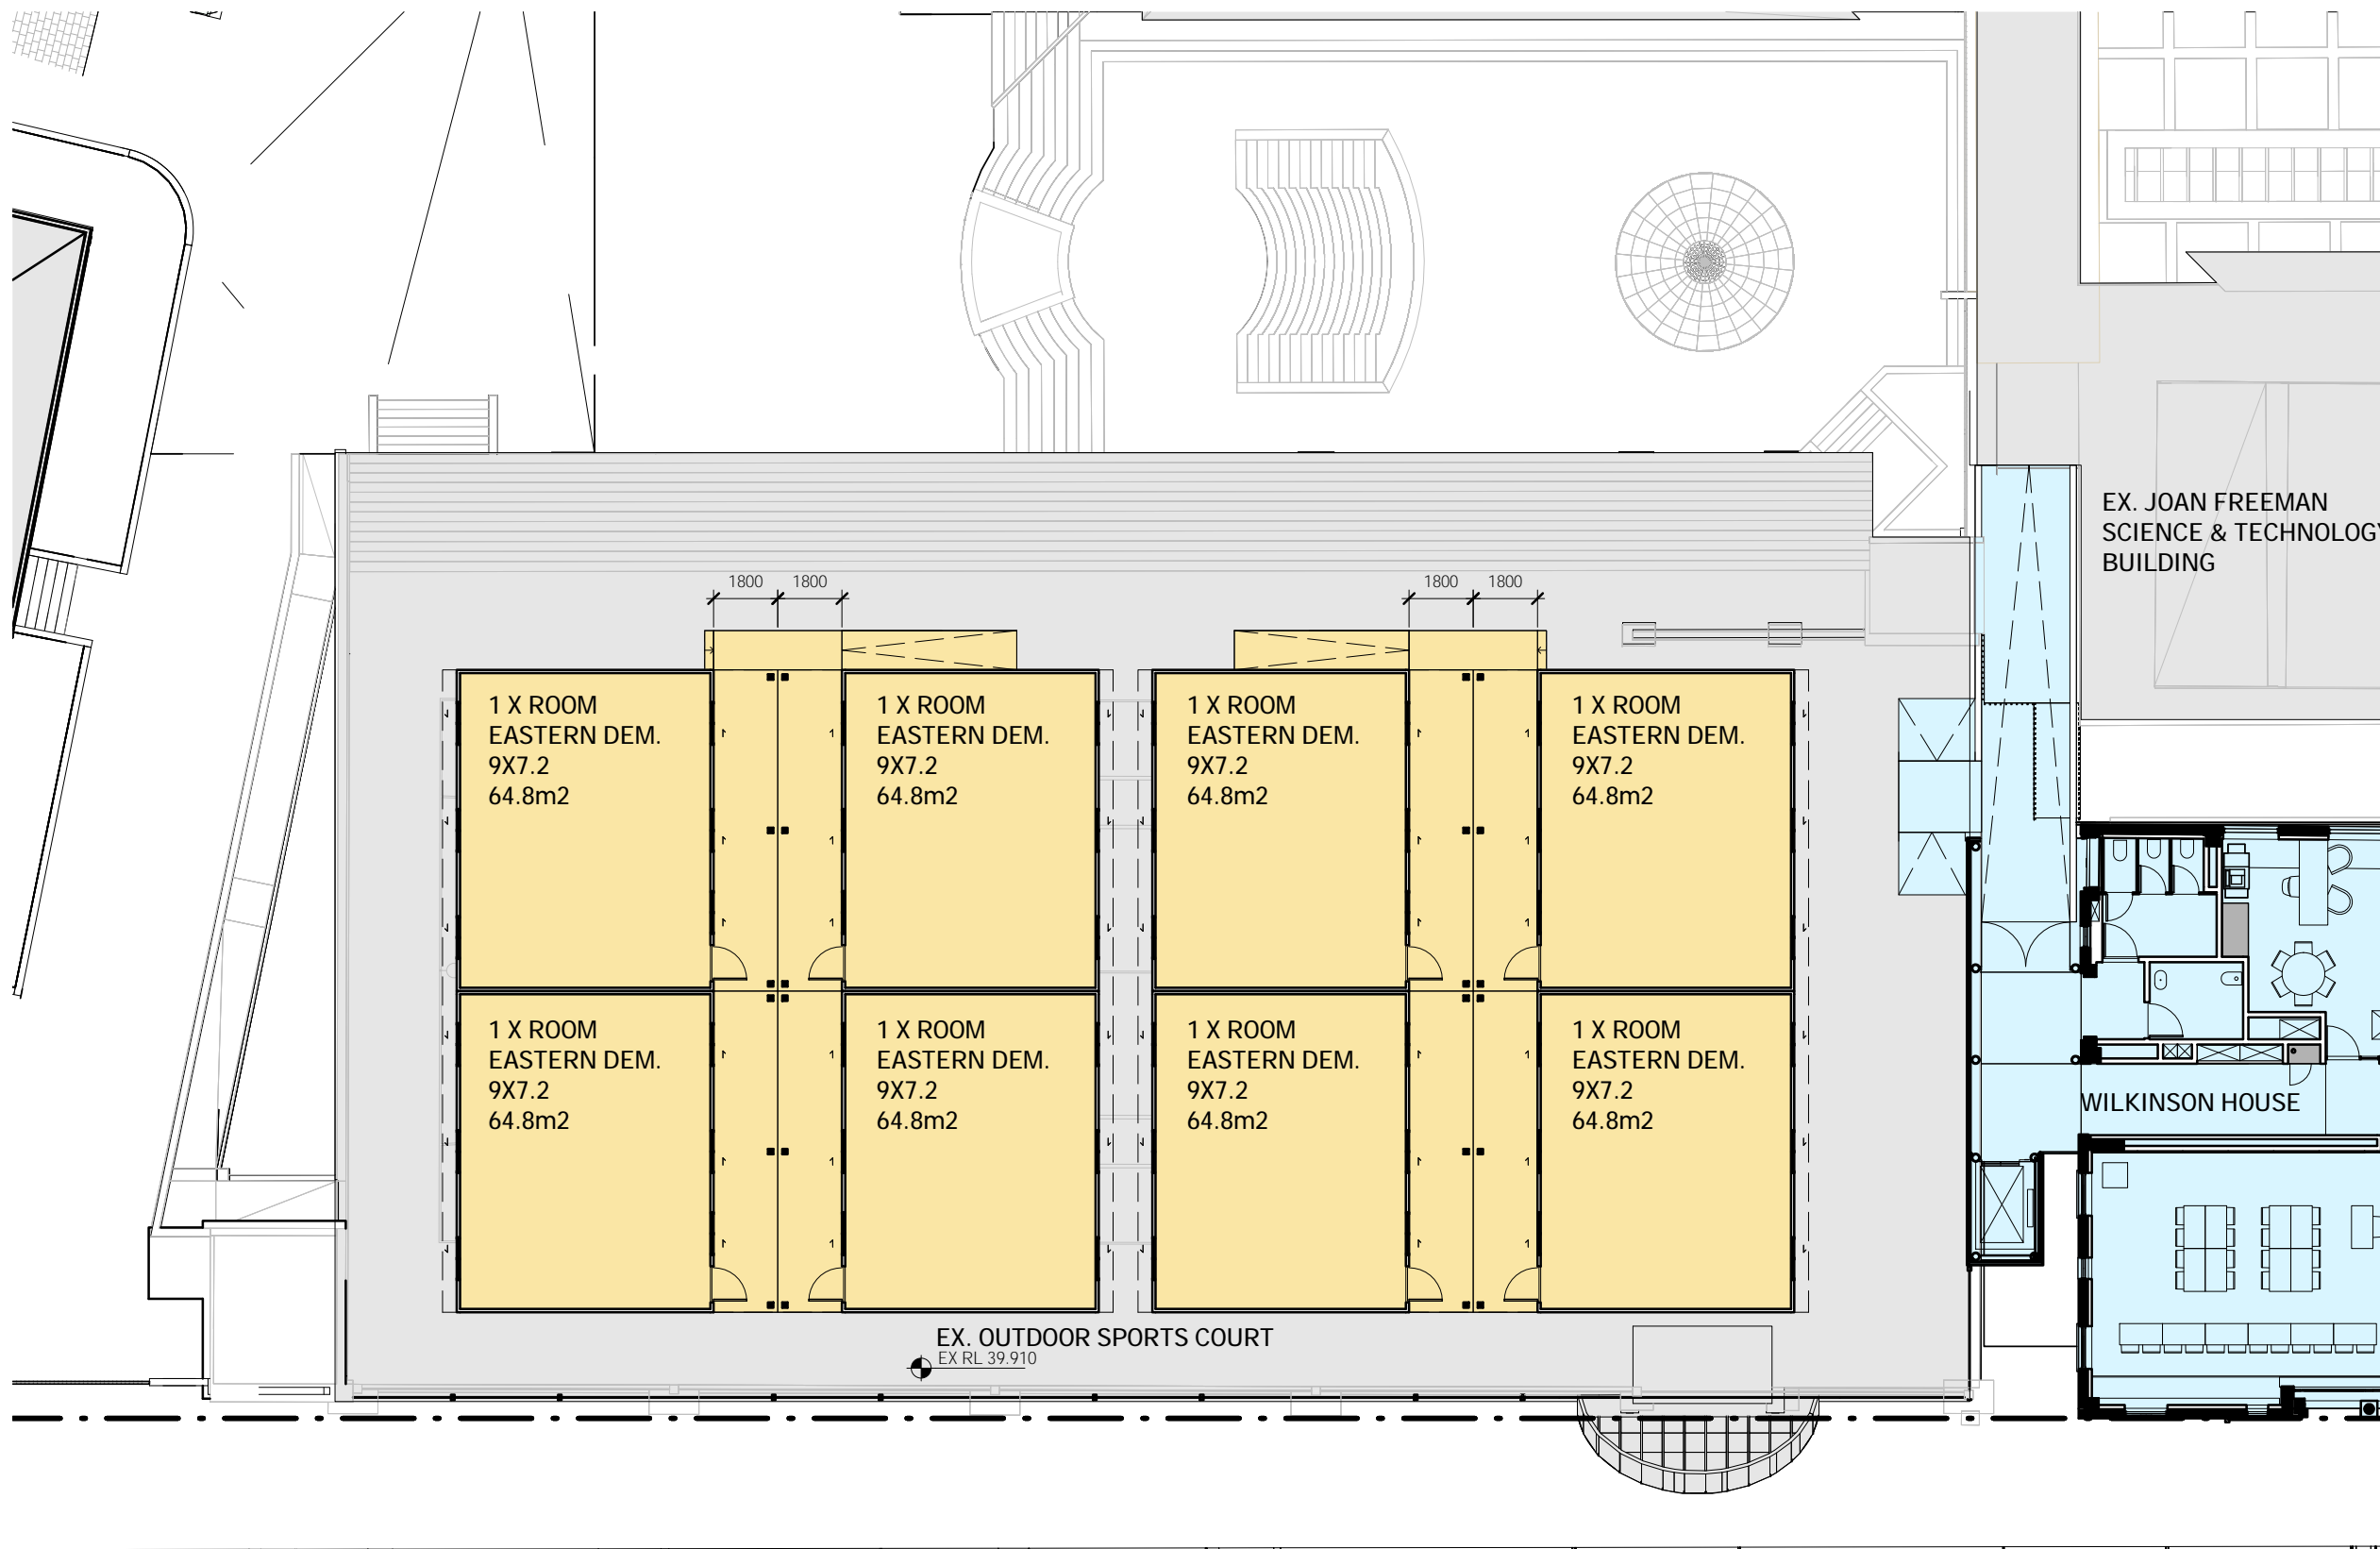 EX. JOAN FREEMAN
SCIENCE & TECHNOLOGY
BUILDING
1800 1800
1800 1800
1 X ROOM
EASTERN DEM.
9X7.2
64.8m2
1 X ROOM
EASTERN DEM.
9X7.2
64.8m2
1 X ROOM
EASTERN DEM.
9X7.2
64.8m2
1 X ROOM
EASTERN DEM.
9X7.2
64.8m2
1 X ROOM
EASTERN DEM.
9X7.2
64.8m2
1 X ROOM
EASTERN DEM.
9X7.2
64.8m2
1 X ROOM
EASTERN DEM.
9X7.2
64.8m2
1 X ROOM
EASTERN DEM.
9X7.2
64.8m2
WILKINSON HOUSE
EX. OUTDOOR SPORTS COURT
EX RL 39.910